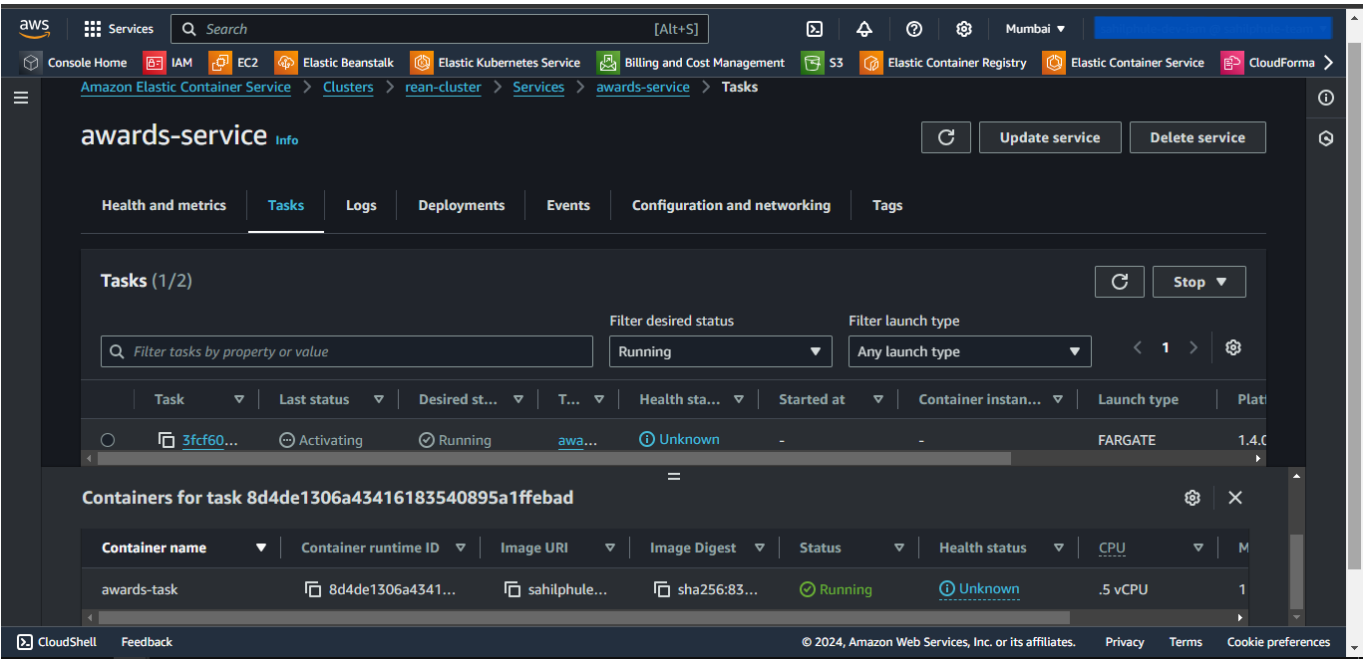 aws Services Search [Alt+S] Mumbai
Console Home IAM EC2 Elastic Beanstalk Elastic Kubernetes Service Billing and Cost Management S3 Elastic Container Registry Elastic Container Service CloudForma
Amazon Elastic Container Service > Clusters > rean-cluster > Services > awards-service > Tasks
awards-service Info Update service Delete service
Health and metrics Tasks Logs Deployments Events Configuration and networking Tags
Tasks (1/2) Stop
Filter desired status Filter launch type
Filter tasks by property or value Running Any launch type 1
Task Last status Desired st... T... Health sta... Started at Container instan... Launch type Plat
3fcf60... Activating Running awa... Unknown - - FARGATE 1.4.0
Containers for task 8d4de1306a43416183540895a1ffebad
Container name Container runtime ID Image URI Image Digest Status Health status CPU M
awards-task 8d4de1306a4341... sahilphule... sha256:83... Running Unknown .5 vCPU 1
CloudShell Feedback © 2024, Amazon Web Services, Inc. or its affiliates. Privacy Terms Cookie preferences